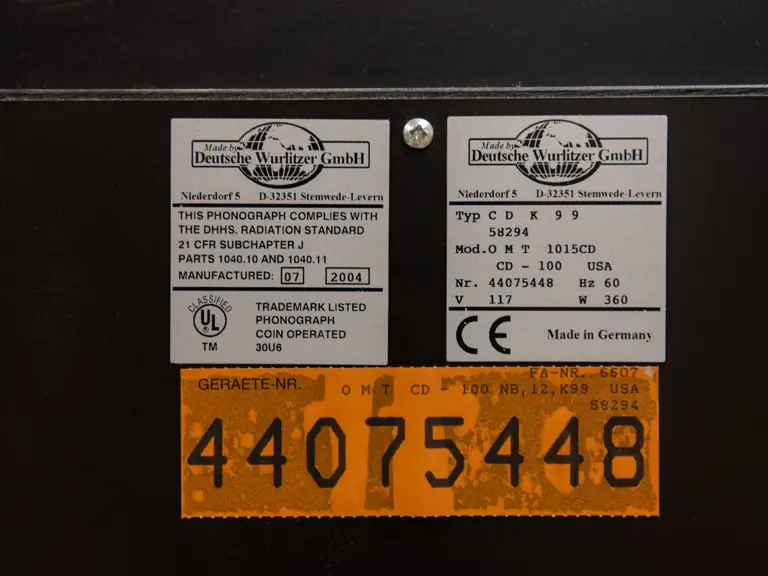 Made by
Deutsche Wurlitzer GmbH
Niederdorf 5 D-32351 Stemwede-Levern
THIS PHONOGRAPH COMPLIES WITH
THE DHHS. RADIATION STANDARD
21 CFR SUBCHAPTER J
PARTS 1040.10 AND 1040.11
MANUFACTURED: 07 2004
CLASSIFIED
UL
TM
TRADEMARK LISTED
PHONOGRAPH
COIN OPERATED
30U6
Made by
Deutsche Wurlitzer GmbH
Niederdorf 5 D-32351 Stemwede-Levern
Typ C D K 9 9
58294
Mod. O M T 1015CD
CD - 100 USA
Nr. 44075448 Hz 60
V 117 W 360
CE Made in Germany
FA-NR. 6607
GERAETE-NR. O M T CD - 100 NB,12,K99 USA
58294
44075448